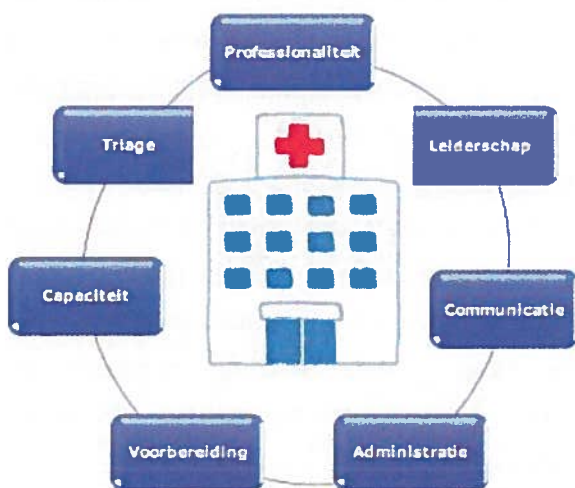 Professionaliteit
Leiderschap
Communicatie
Administratie
Voorbereiding
Capaciteit
Triage